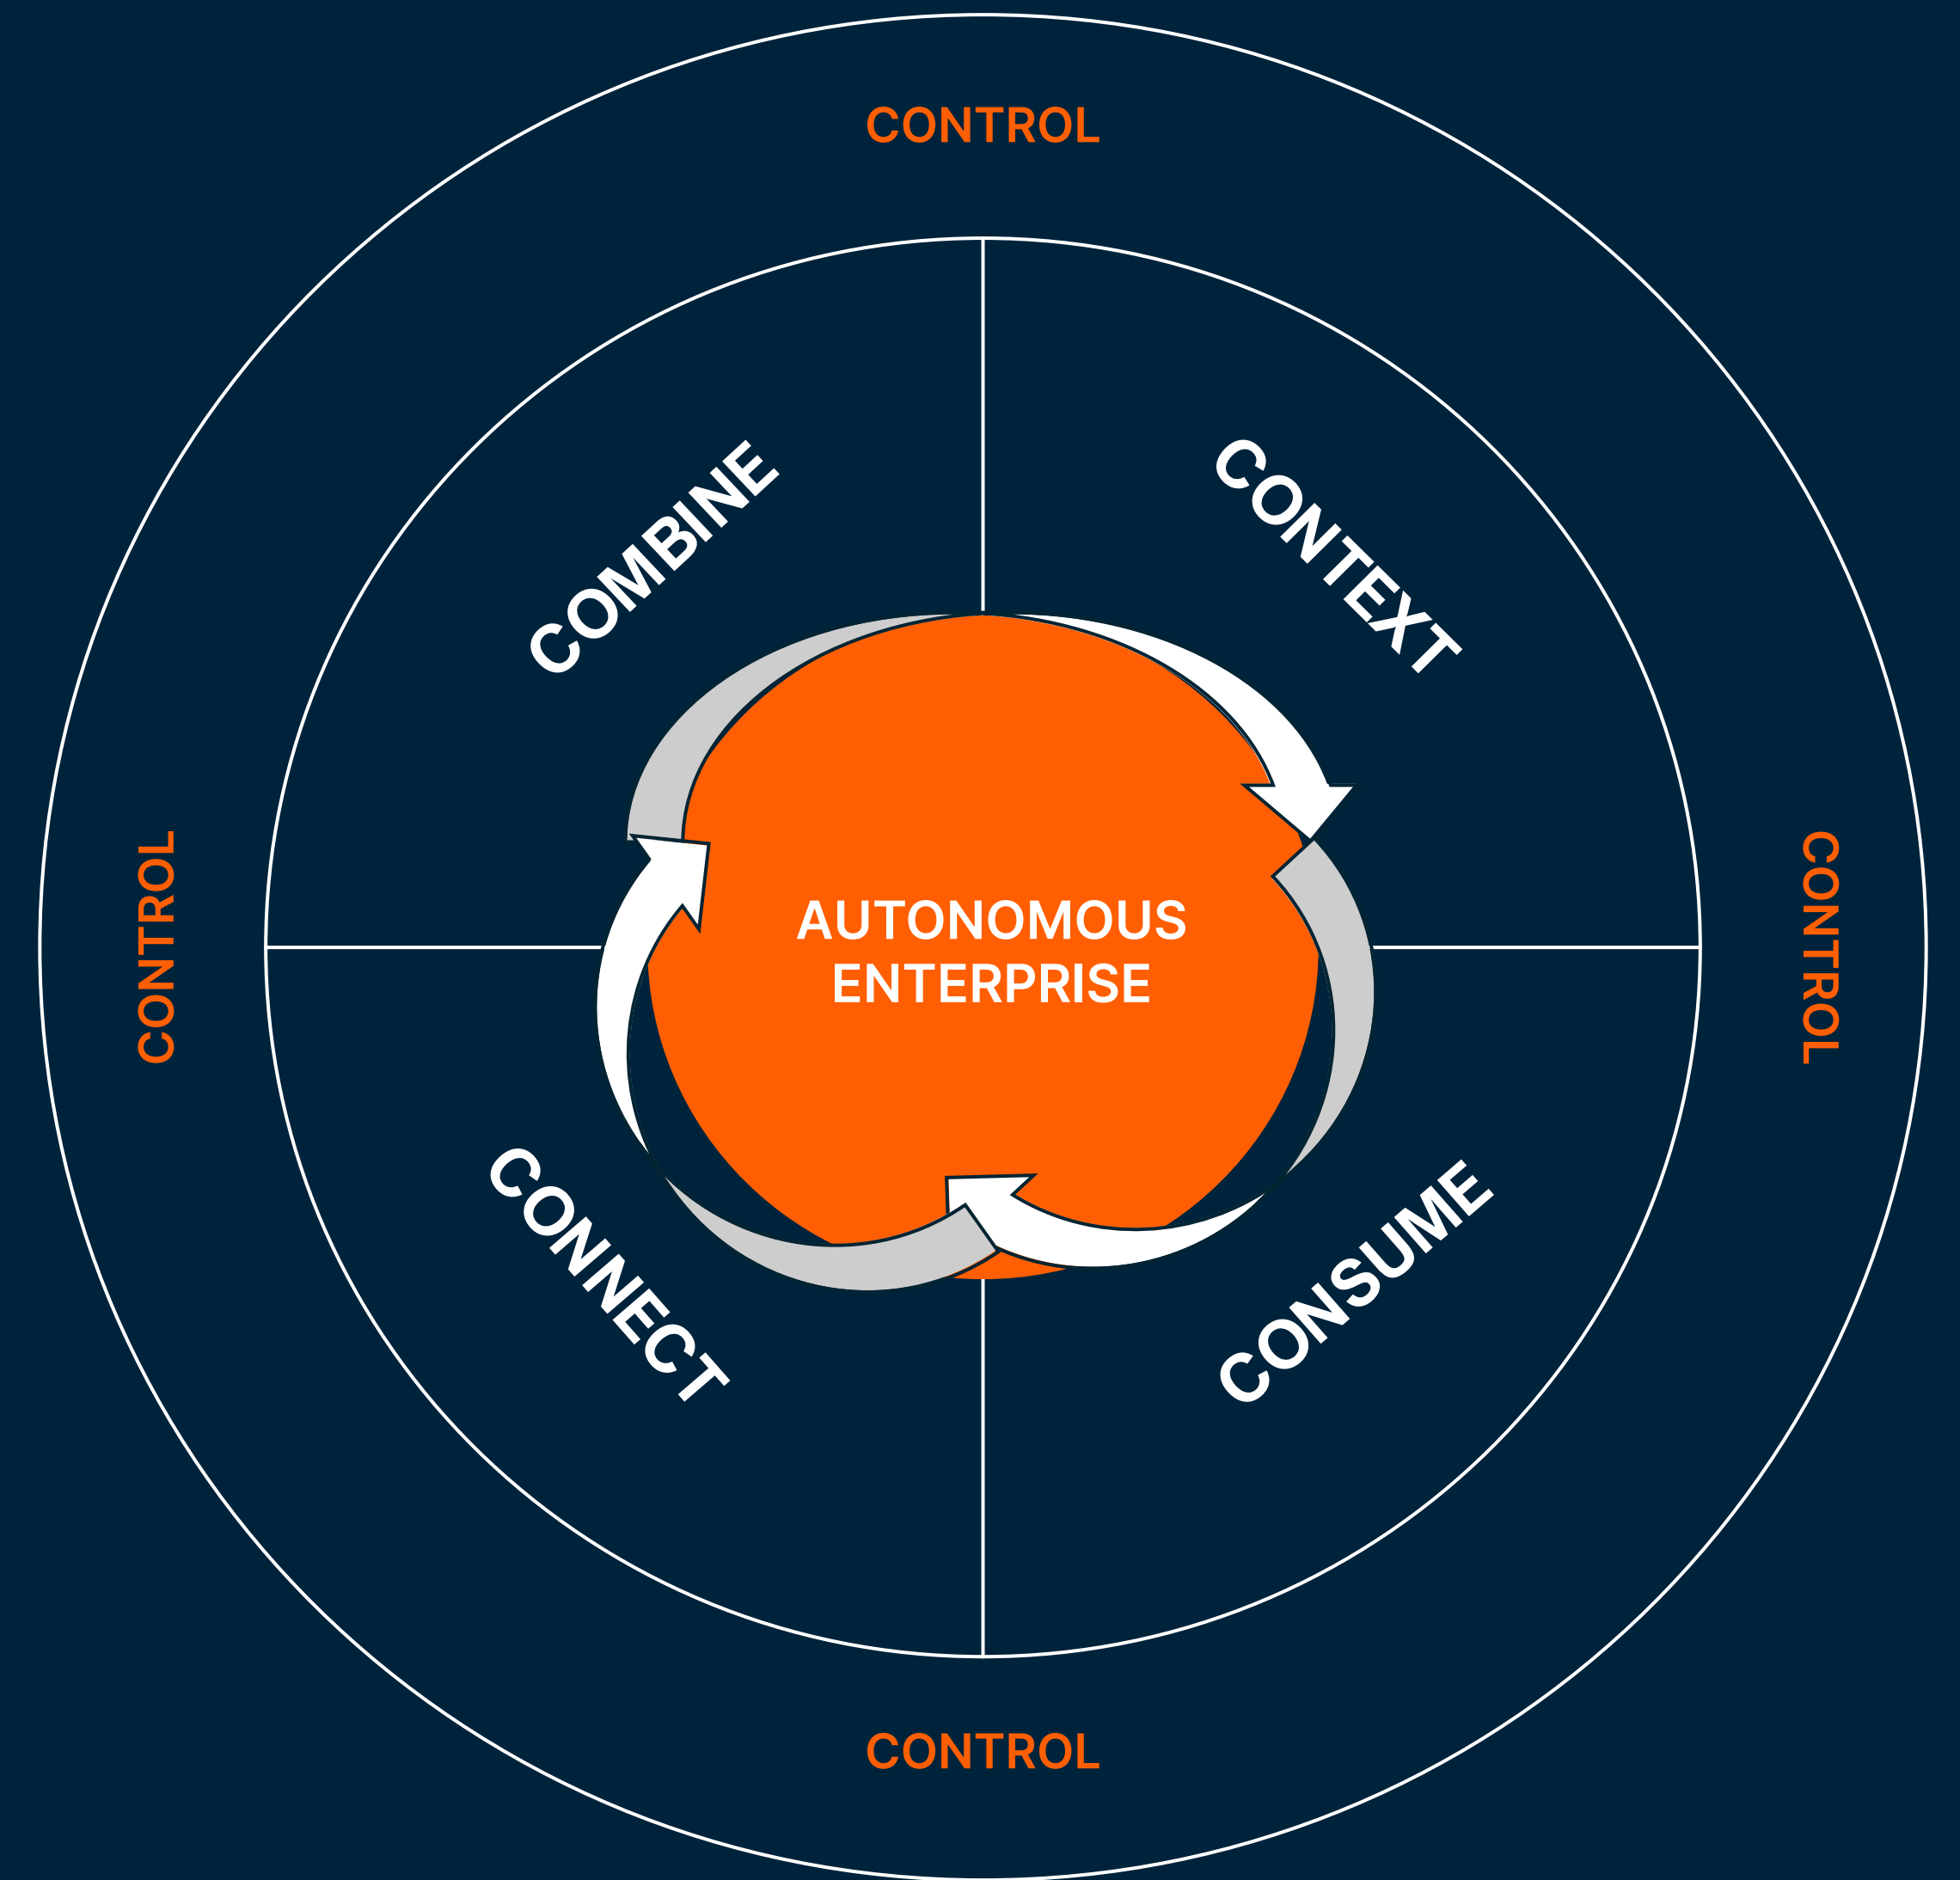 CONTROL
COMBINE
CONTEXT
CONTROL
AUTONOMOUS
ENTERPRISE
CONTROL
CONNECT
CONSUME
CONTROL